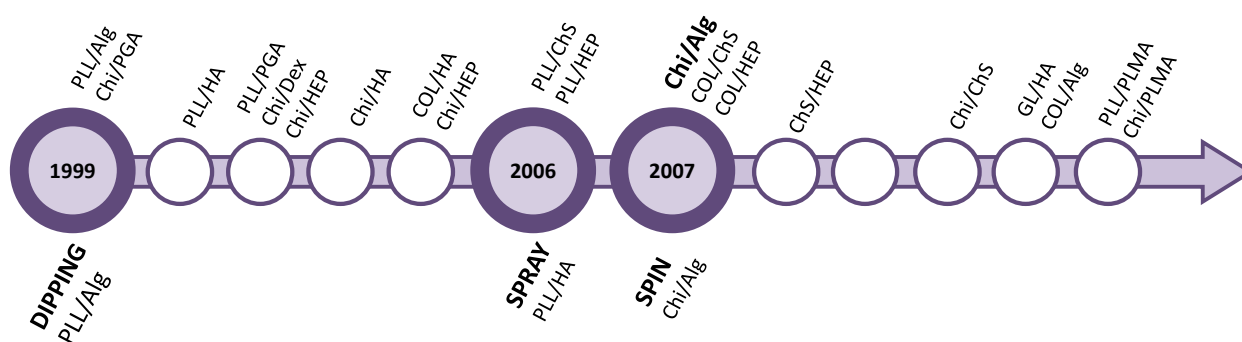 PLL/Alg
Chi/PGA
PLL/HA
PLL/PGA
Chi/Dex
Chi/HEP
Chi/HA
COL/HA
Chi/HEP
PLL/ChS
PLL/HEP
Chi/Alg
COL/ChS
COL/HEP
ChS/HEP
Chi/ChS
GL/HA
COL/Alg
PLL/PLMA
Chi/PLMA
1999
2006
2007
DIPPING
PLL/Alg
SPRAY
PLL/HA
SPIN
Chi/Alg